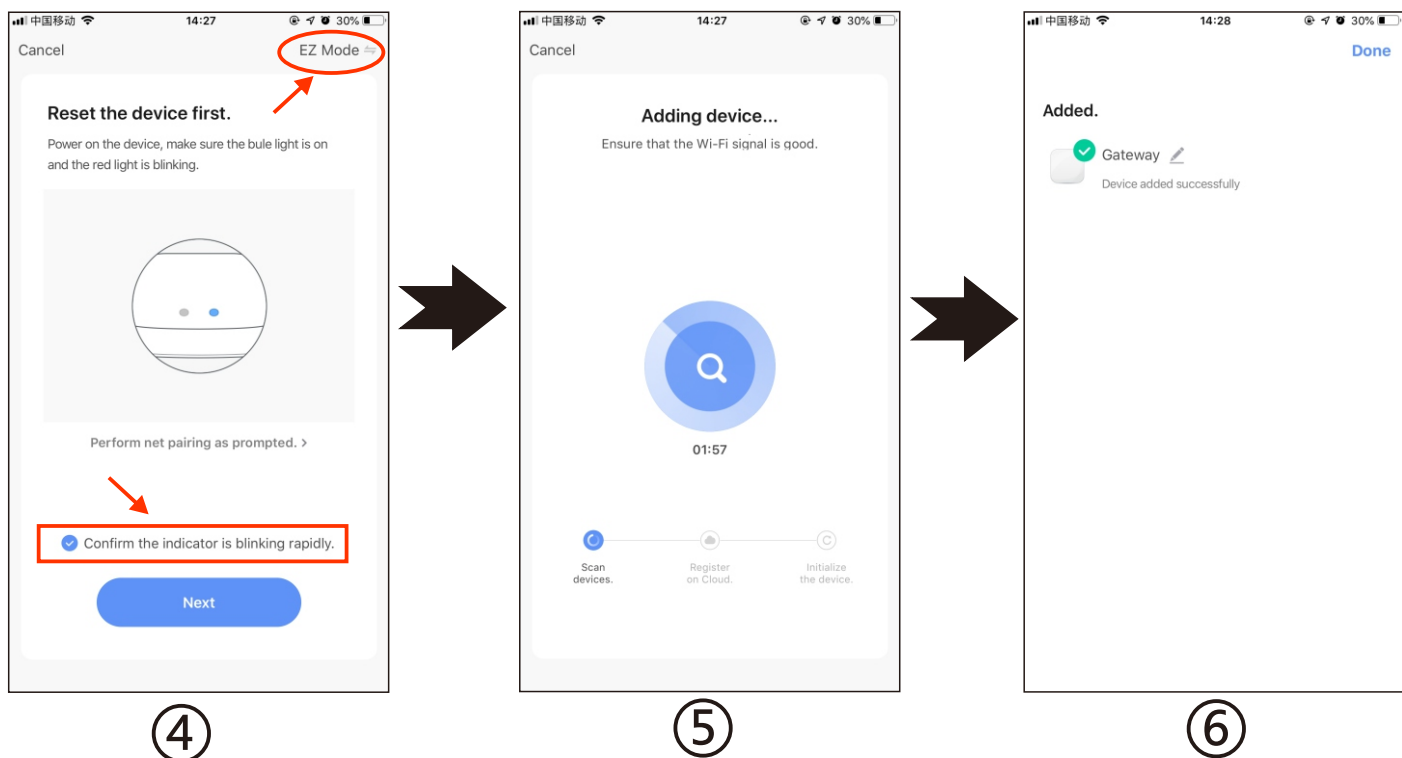 中国移动 14:27 30%
Cancel EZ Mode
Reset the device first.
Power on the device, make sure the bule light is on
and the red light is blinking.
Perform net pairing as prompted. >
Confirm the indicator is blinking rapidly.
Next
④
中国移动 14:27 30%
Cancel
Adding device...
Ensure that the Wi-Fi signal is good.
01:57
Scan
devices.
Register
on Cloud.
Initialize
the device.
⑤
中国移动 14:28 30%
Done
Added.
Gateway
Device added successfully
⑥